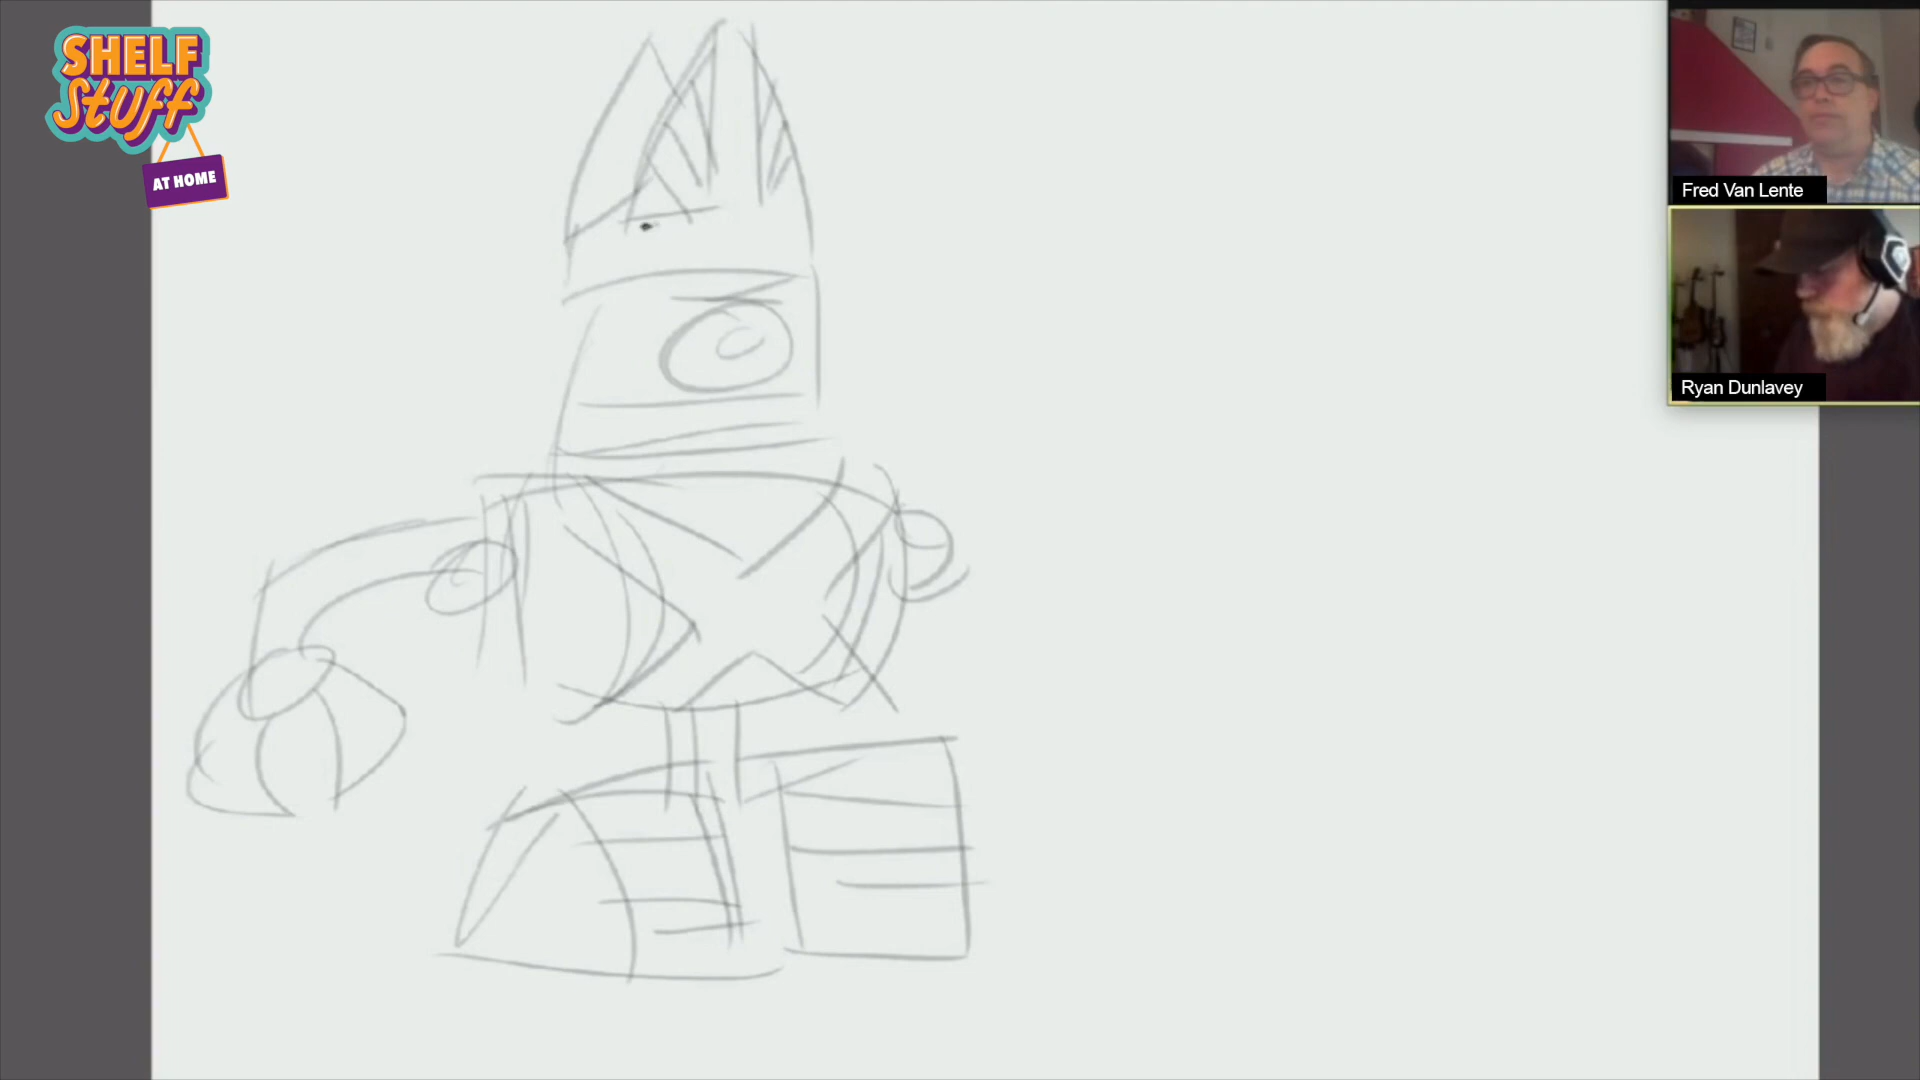 SHELF
Stuff
AT HOME
Fred Van Lente
Ryan Dunlavey